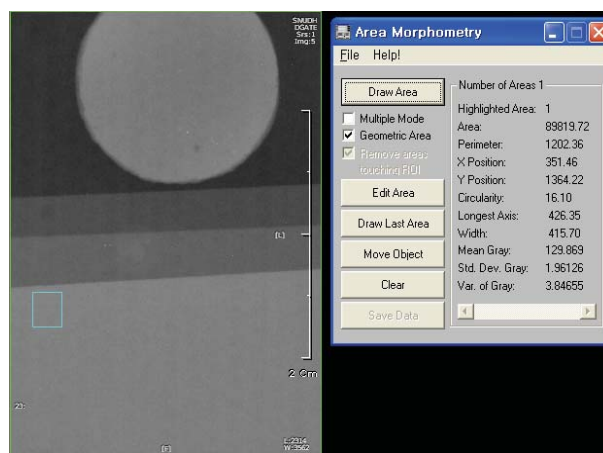 SNUDH
DGATE
Srs:1
Img:5
[L]
2 Cm
21:
[F]
L:2914
W:3562
Area Morphometry
File Help!
Draw Area
Multiple Mode
Geometric Area
Remove areas
touching ROI
Edit Area
Draw Last Area
Move Object
Clear
Save Data
Number of Areas 1
Highlighted Area: 1
Area: 89819.72
Perimeter: 1202.36
X Position: 351.46
Y Position: 1364.22
Circularity: 16.10
Longest Axis: 426.35
Width: 415.70
Mean Gray: 129.869
Std. Dev. Gray: 1.96126
Var. of Gray: 3.84655